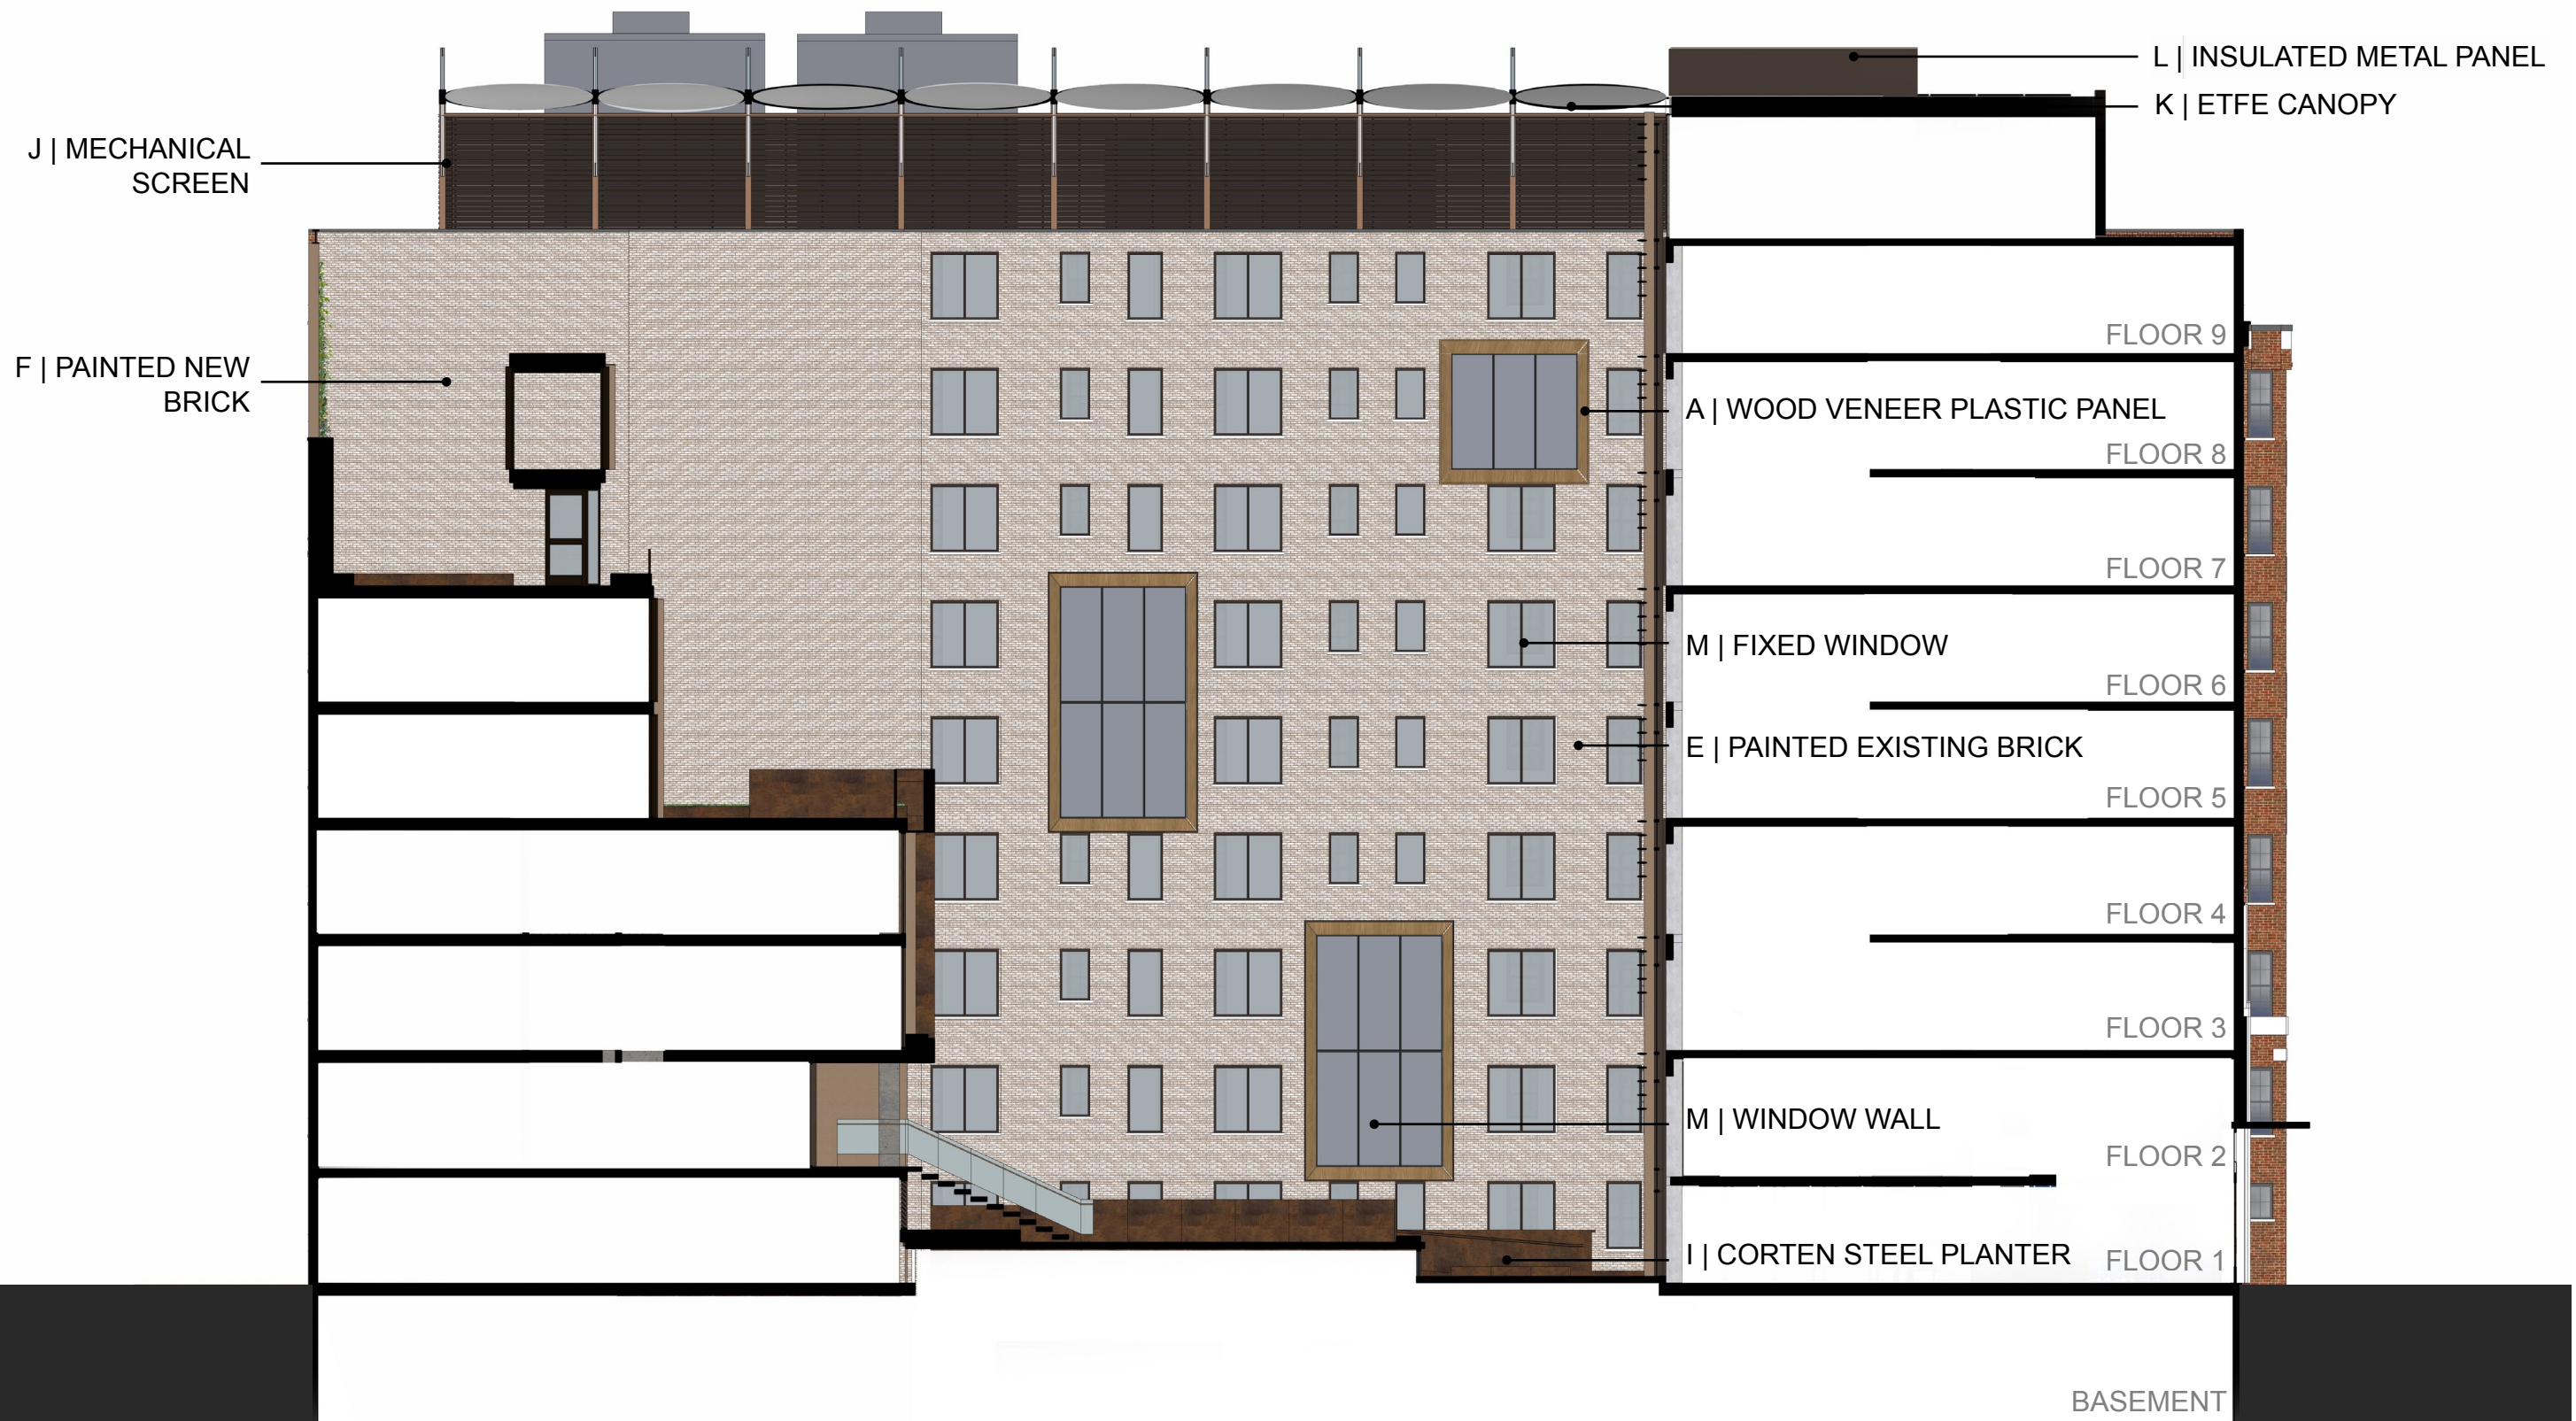 L | INSULATED METAL PANEL
K | ETFE CANOPY
J | MECHANICAL
SCREEN
FLOOR 9
F | PAINTED NEW
BRICK
A | WOOD VENEER PLASTIC PANEL
FLOOR 8
FLOOR 7
M | FIXED WINDOW
FLOOR 6
E | PAINTED EXISTING BRICK
FLOOR 5
FLOOR 4
FLOOR 3
M | WINDOW WALL
FLOOR 2
I | CORTEN STEEL PLANTER
FLOOR 1
BASEMENT